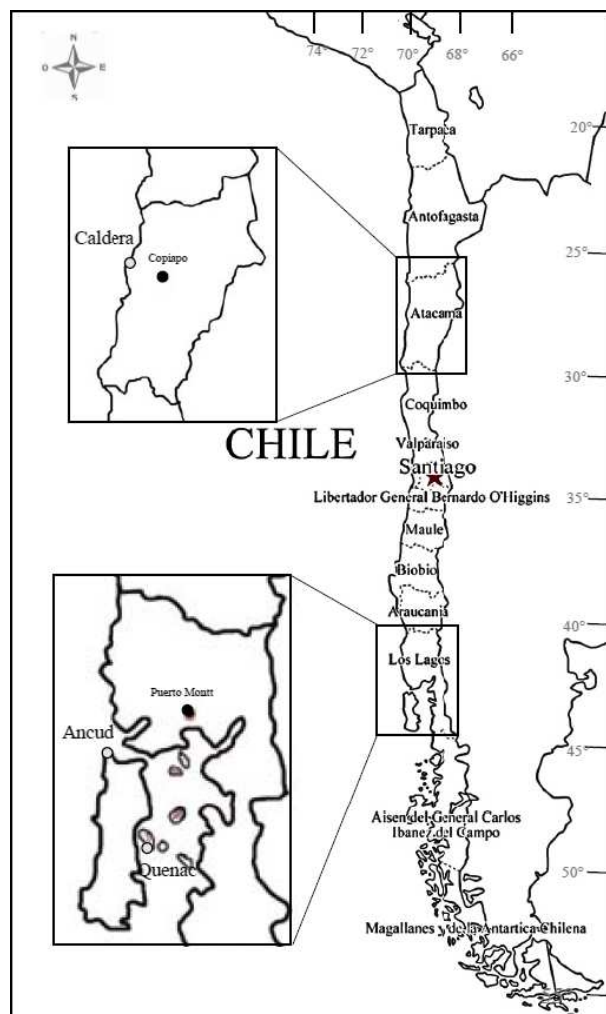 74° 72° 70° 68° 66°
N
O E
S
Tarpaca
20°
Antofagasta
25°
Caldera
Copiapo
Atacama
30°
Coquimbo
CHILE
Valparaiso
Santiago
Libertador General Bernardo O'Higgins
35°
Maule
Biobio
Araucania
40°
Los Lagos
Puerto Montt
Ancud
45°
Aisen del General Carlos
Ibanez del Campo
Quenac
50°
Magallanes y de la Antartica Chilena